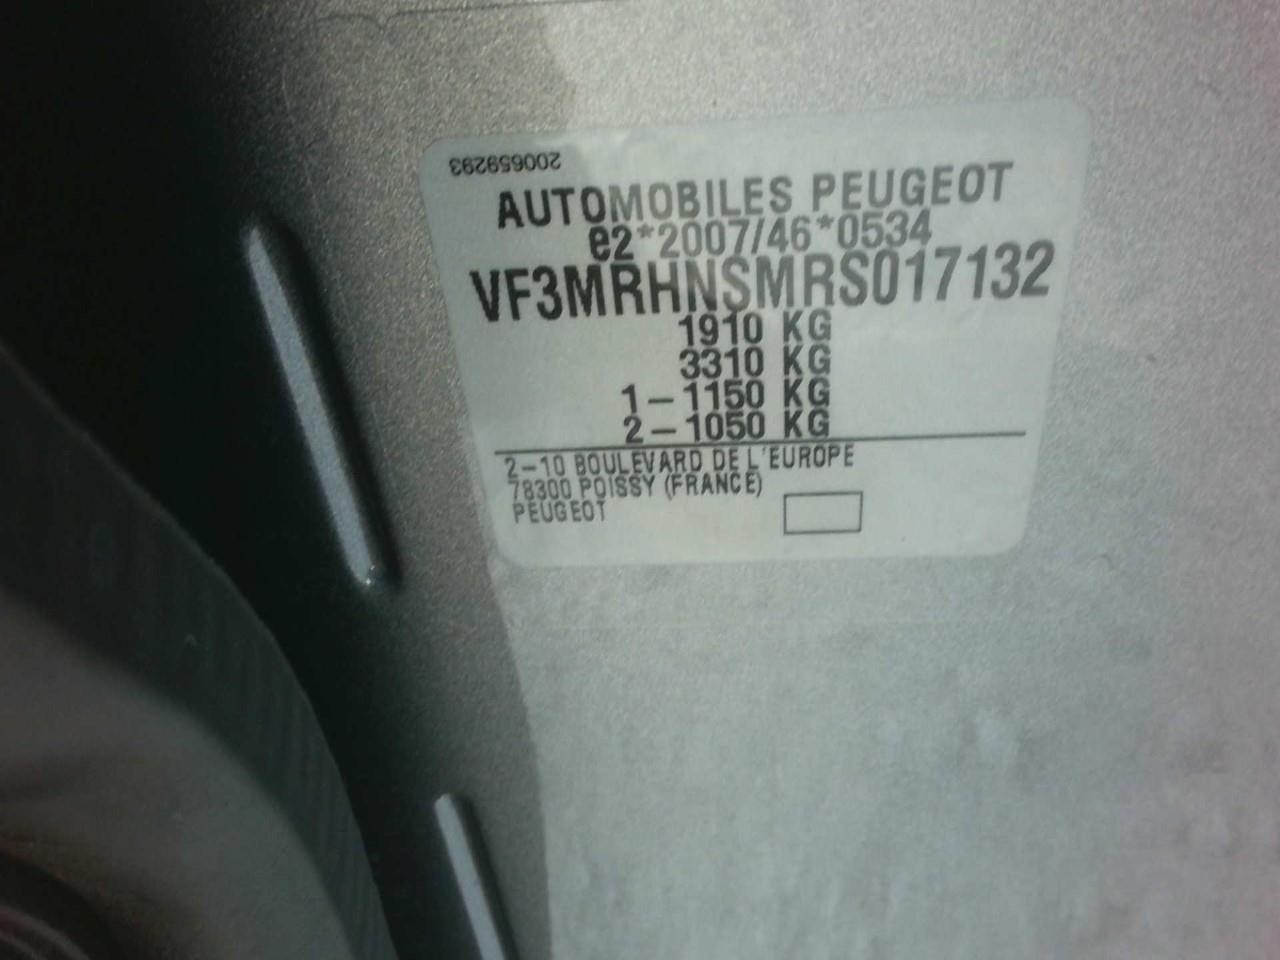 200659293
AUTOMOBILES PEUGEOT
e2*2007/46*0534
VF3MRHNSMRS017132
1910 KG
3310 KG
1-1150 KG
2-1050 KG
2-10 BOULEVARD DE L'EUROPE
78300 POISSY (FRANCE)
PEUGEOT